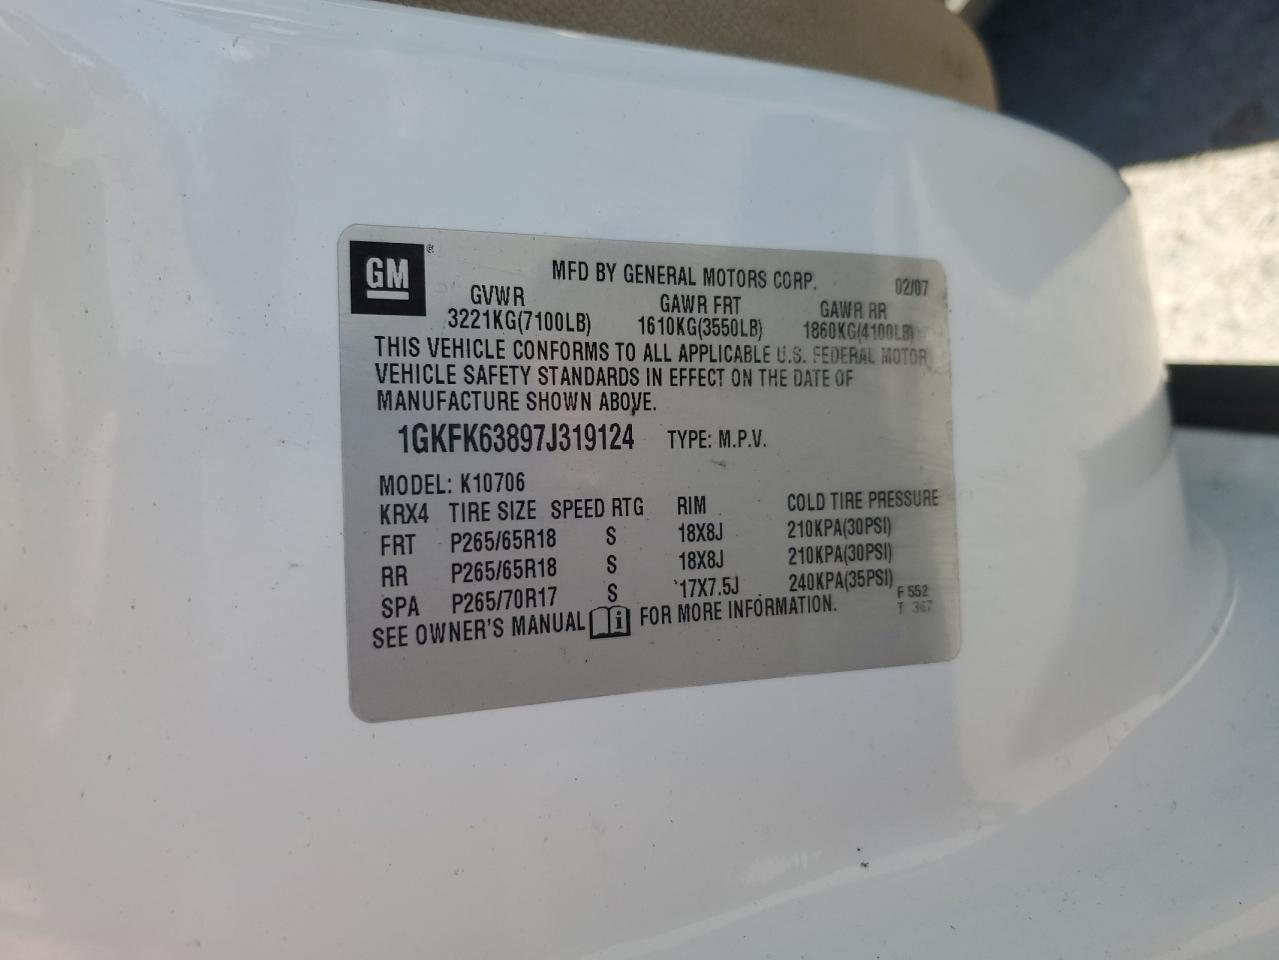 GM ®
MFD BY GENERAL MOTORS CORP. 02/07
GVWR GAWR FRT GAWR RR
3221KG(7100LB) 1610KG(3550LB) 1860KG(4100LB)
THIS VEHICLE CONFORMS TO ALL APPLICABLE U.S. FEDERAL MOTOR
VEHICLE SAFETY STANDARDS IN EFFECT ON THE DATE OF
MANUFACTURE SHOWN ABOVE.
1GKFK63897J319124 TYPE: M.P.V.
MODEL: K10706
KRX4 TIRE SIZE SPEED RTG RIM COLD TIRE PRESSURE
FRT P265/65R18 S 18X8J 210KPA(30PSI)
RR P265/65R18 S 18X8J 210KPA(30PSI)
SPA P265/70R17 S 17X7.5J 240KPA(35PSI)
F 552
SEE OWNER'S MANUAL i FOR MORE INFORMATION. T 367